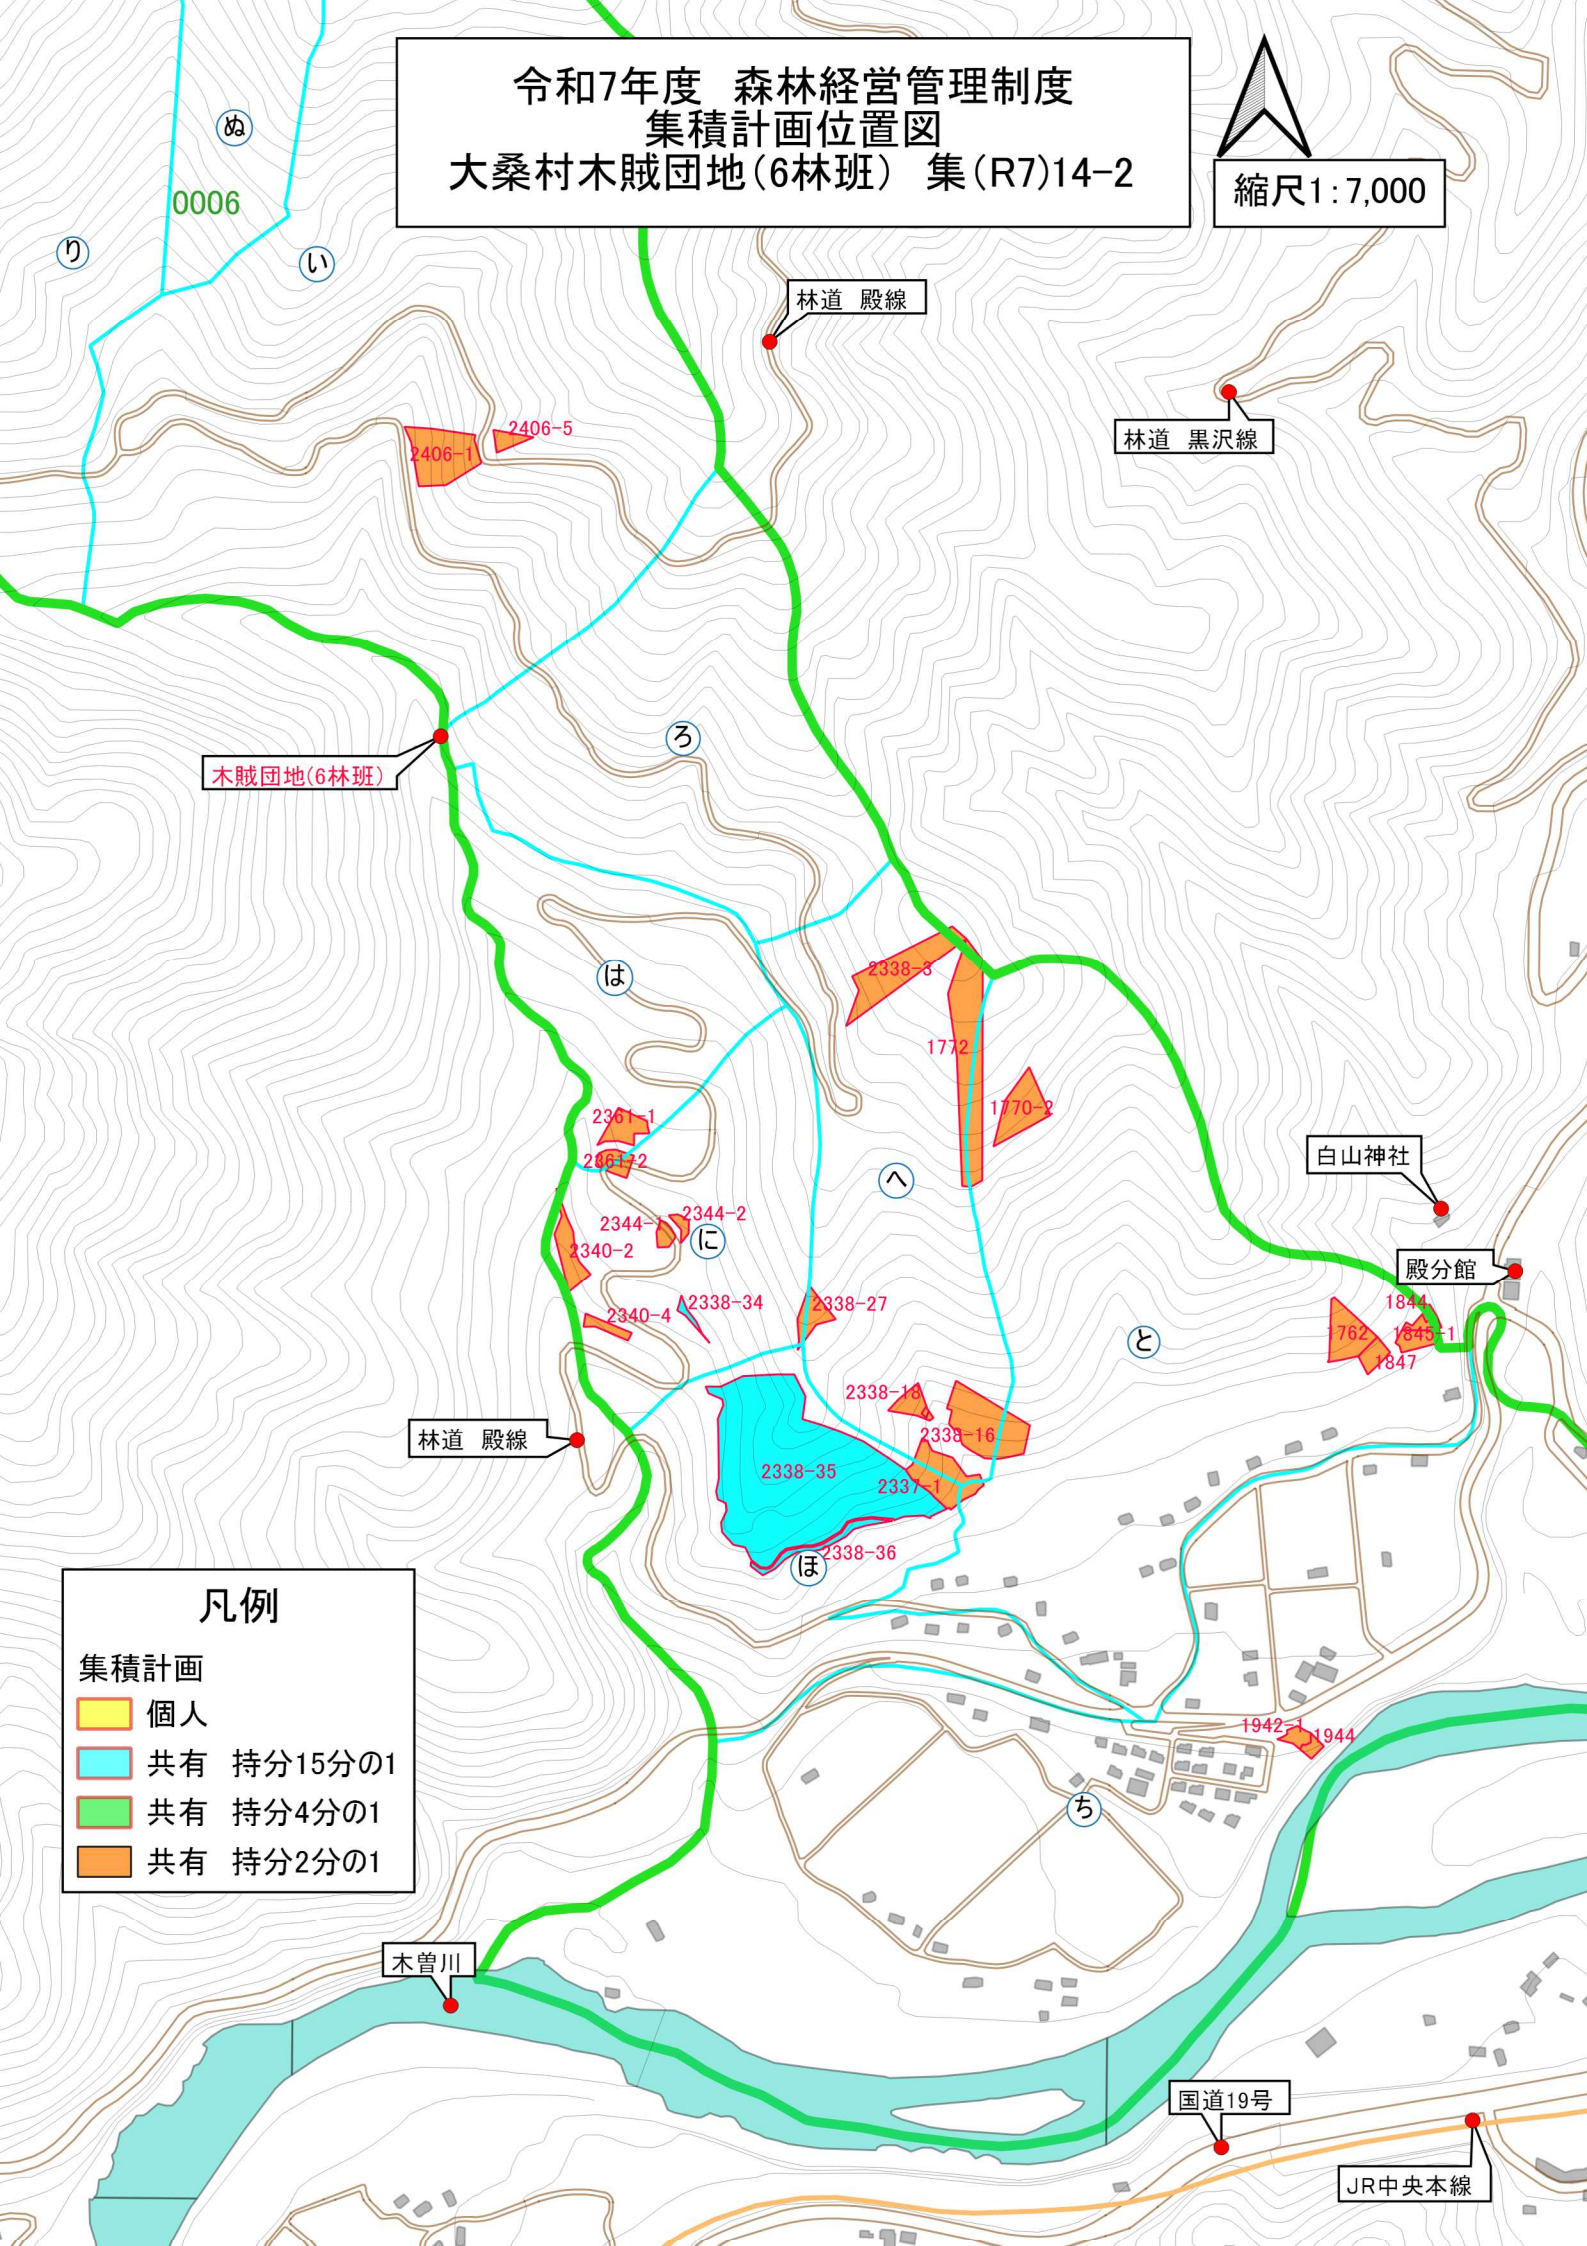 令和7年度　森林経営管理制度
集積計画位置図
大桑村木賊団地(6林班)　集(R7)14-2
縮尺1:7,000
ぬ
0006
り
い
林道　殿線
林道　黒沢線
2406-5
2406-1
ろ
木賊団地(6林班)
は
2338-3
1772
1770-2
2361-1
2361-2
白山神社
へ
2344-1
2344-2
に
2340-2
殿分館
2338-34
2338-27
2340-4
1844
1762
1845-1
1847
と
2338-18
2338-16
林道　殿線
2338-35
2337-1
2338-36
ほ
凡例
集積計画
個人
共有　持分15分の1
共有　持分4分の1
共有　持分2分の1
1942-1
1944
ち
木曽川
国道19号
JR中央本線